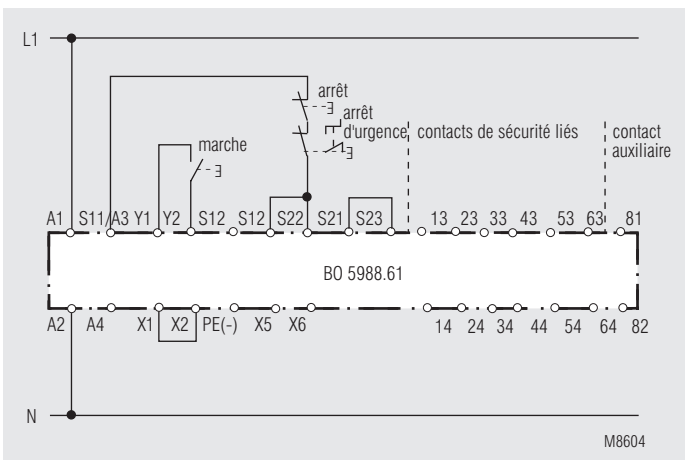 L1
arrêt
arrêt
d'urgence
marche
contacts de sécurité liés
contact
auxiliaire
A1 S11/A3 Y1 Y2 S12 S12 S22 S21 S23 13 23 33 43 53 63 81
BO 5988.61
A2 A4 X1 X2 PE(-) X5 X6 14 24 34 44 54 64 82
N
M8604